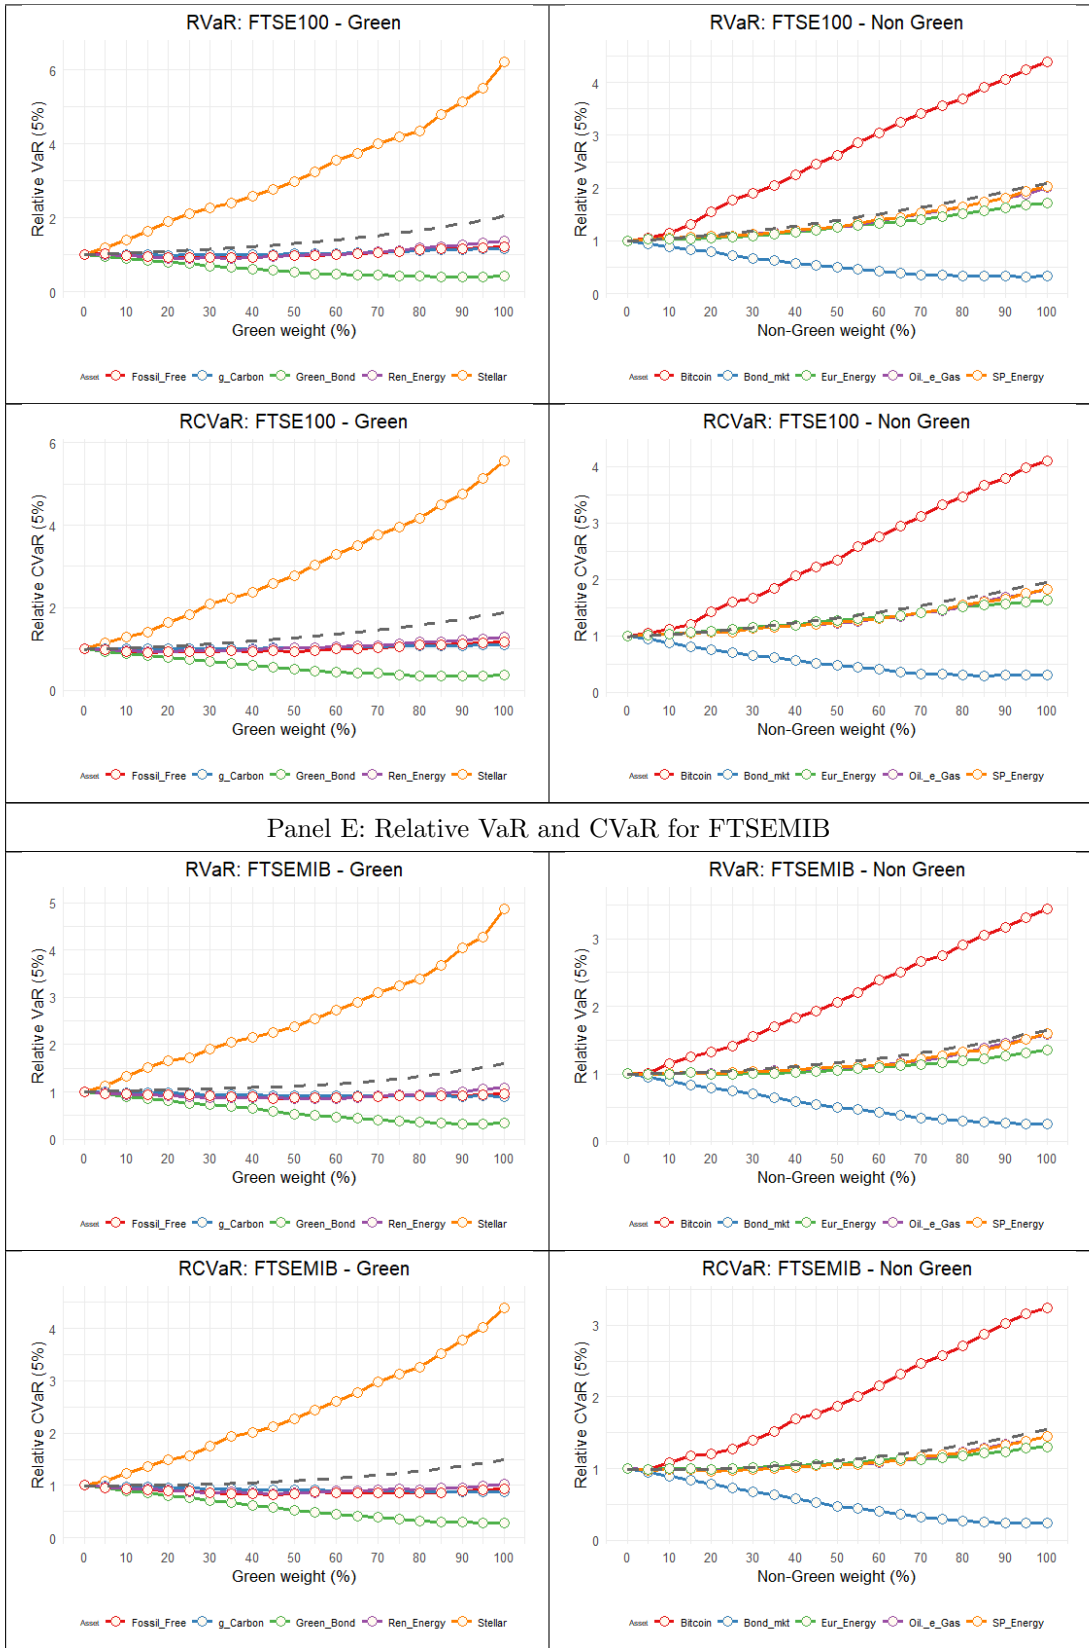 RVaR: FTSE100 - Green
Relative VaR (5%)
6
4
2
0
0 10 20 30 40 50 60 70 80 90 100
Green weight (%)
Asset Fossil_Free g_Carbon Green_Bond Ren_Energy Stellar
RVaR: FTSE100 - Non Green
Relative VaR (5%)
4
3
2
1
0
0 10 20 30 40 50 60 70 80 90 100
Non-Green weight (%)
Asset Bitcoin Bond_mkt Eur_Energy Oil_e_Gas SP_Energy
RCVaR: FTSE100 - Green
Relative CVaR (5%)
6
4
2
0
0 10 20 30 40 50 60 70 80 90 100
Green weight (%)
Asset Fossil_Free g_Carbon Green_Bond Ren_Energy Stellar
RCVaR: FTSE100 - Non Green
Relative CVaR (5%)
4
3
2
1
0
0 10 20 30 40 50 60 70 80 90 100
Non-Green weight (%)
Asset Bitcoin Bond_mkt Eur_Energy Oil_e_Gas SP_Energy
Panel E: Relative VaR and CVaR for FTSEMIB
RVaR: FTSEMIB - Green
Relative VaR (5%)
5
4
3
2
1
0
0 10 20 30 40 50 60 70 80 90 100
Green weight (%)
Asset Fossil_Free g_Carbon Green_Bond Ren_Energy Stellar
RVaR: FTSEMIB - Non Green
Relative VaR (5%)
3
2
1
0
0 10 20 30 40 50 60 70 80 90 100
Non-Green weight (%)
Asset Bitcoin Bond_mkt Eur_Energy Oil_e_Gas SP_Energy
RCVaR: FTSEMIB - Green
Relative CVaR (5%)
4
3
2
1
0
0 10 20 30 40 50 60 70 80 90 100
Green weight (%)
Asset Fossil_Free g_Carbon Green_Bond Ren_Energy Stellar
RCVaR: FTSEMIB - Non Green
Relative CVaR (5%)
3
2
1
0
0 10 20 30 40 50 60 70 80 90 100
Non-Green weight (%)
Asset Bitcoin Bond_mkt Eur_Energy Oil_e_Gas SP_Energy